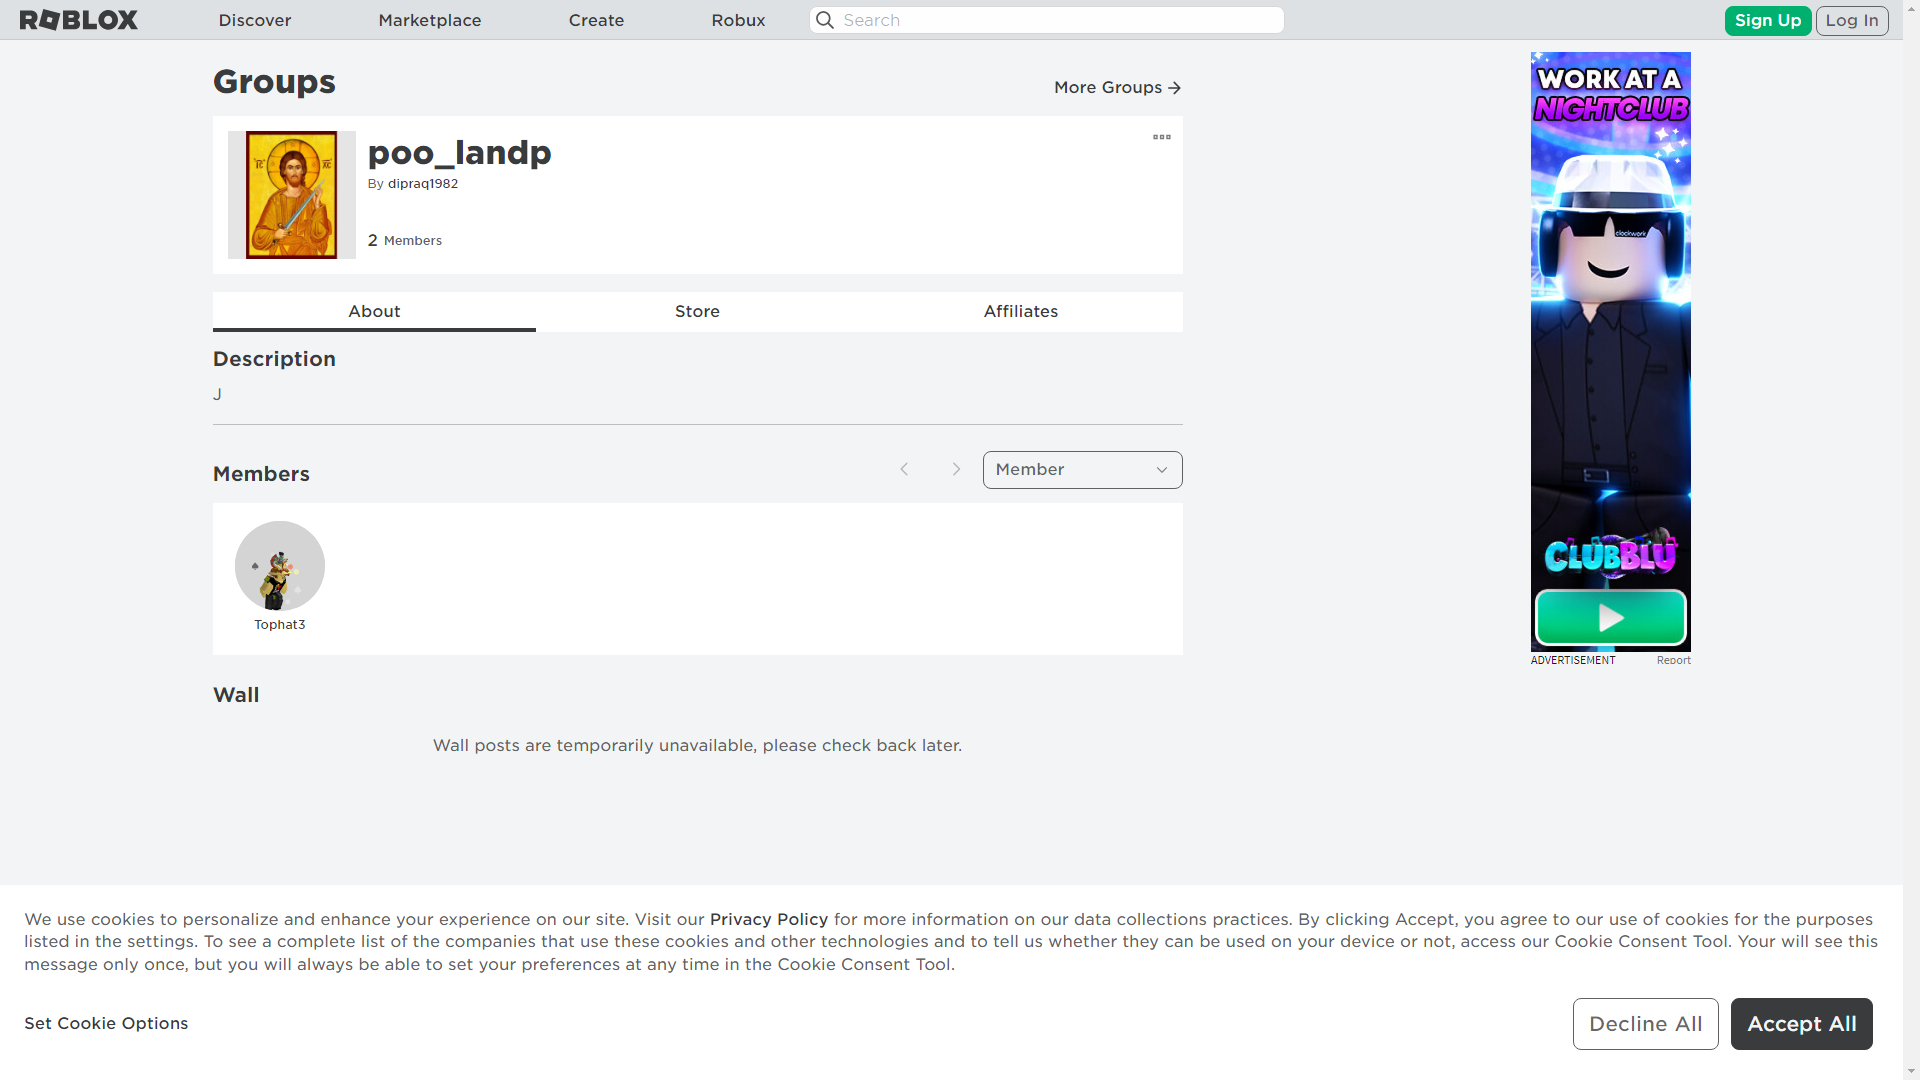 ROBLOX
Discover
Marketplace
Create
Robux
Search
Sign Up
Log In
Groups
More Groups
poo_landp
By dipraq1982
2 Members
About
Store
Affiliates
Description
J
Members
Member
Tophat3
Wall
Wall posts are temporarily unavailable, please check back later.
WORK AT A
NIGHTCLUB
clockwork
CLUBBLU
ADVERTISEMENT
Report
We use cookies to personalize and enhance your experience on our site. Visit our Privacy Policy for more information on our data collections practices. By clicking Accept, you agree to our use of cookies for the purposes
listed in the settings. To see a complete list of the companies that use these cookies and other technologies and to tell us whether they can be used on your device or not, access our Cookie Consent Tool. Your will see this
message only once, but you will always be able to set your preferences at any time in the Cookie Consent Tool.
Set Cookie Options
Decline All
Accept All